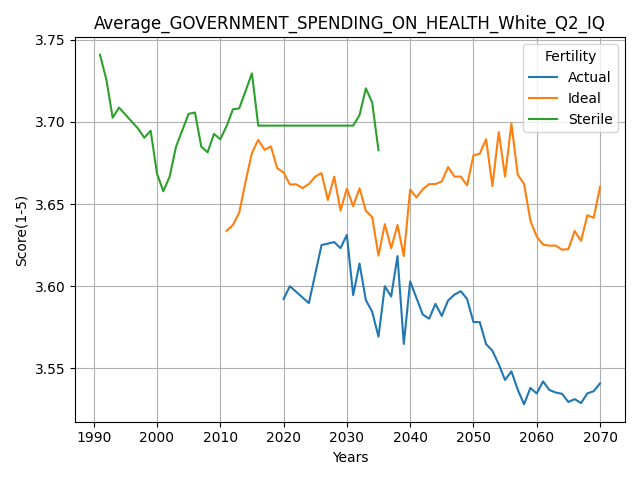 Average_GOVERNMENT_SPENDING_ON_HEALTH_White_Q2_IQ
Fertility
Actual
Ideal
Sterile
Score(1-5)
3.75
3.70
3.65
3.60
3.55
1990 2000 2010 2020 2030 2040 2050 2060 2070
Years